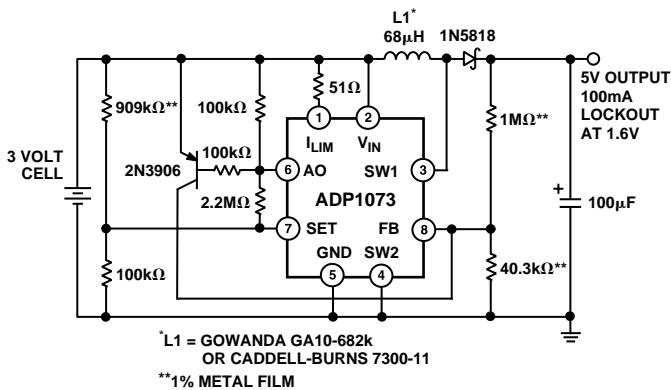 L1*
68μH
1N5818
5V OUTPUT
100mA
LOCKOUT
AT 1.6V
909kΩ**
100kΩ
51Ω
1MΩ**
1
2
ILIM
VIN
3 VOLT
CELL
2N3906
100kΩ
6
AO
SW1
3
ADP1073
2.2MΩ
100μF
+
7
SET
FB
8
GND
SW2
100kΩ
5
4
40.3kΩ**
*L1 = GOWANDA GA10-682k
OR CADDELL-BURNS 7300-11
**1% METAL FILM